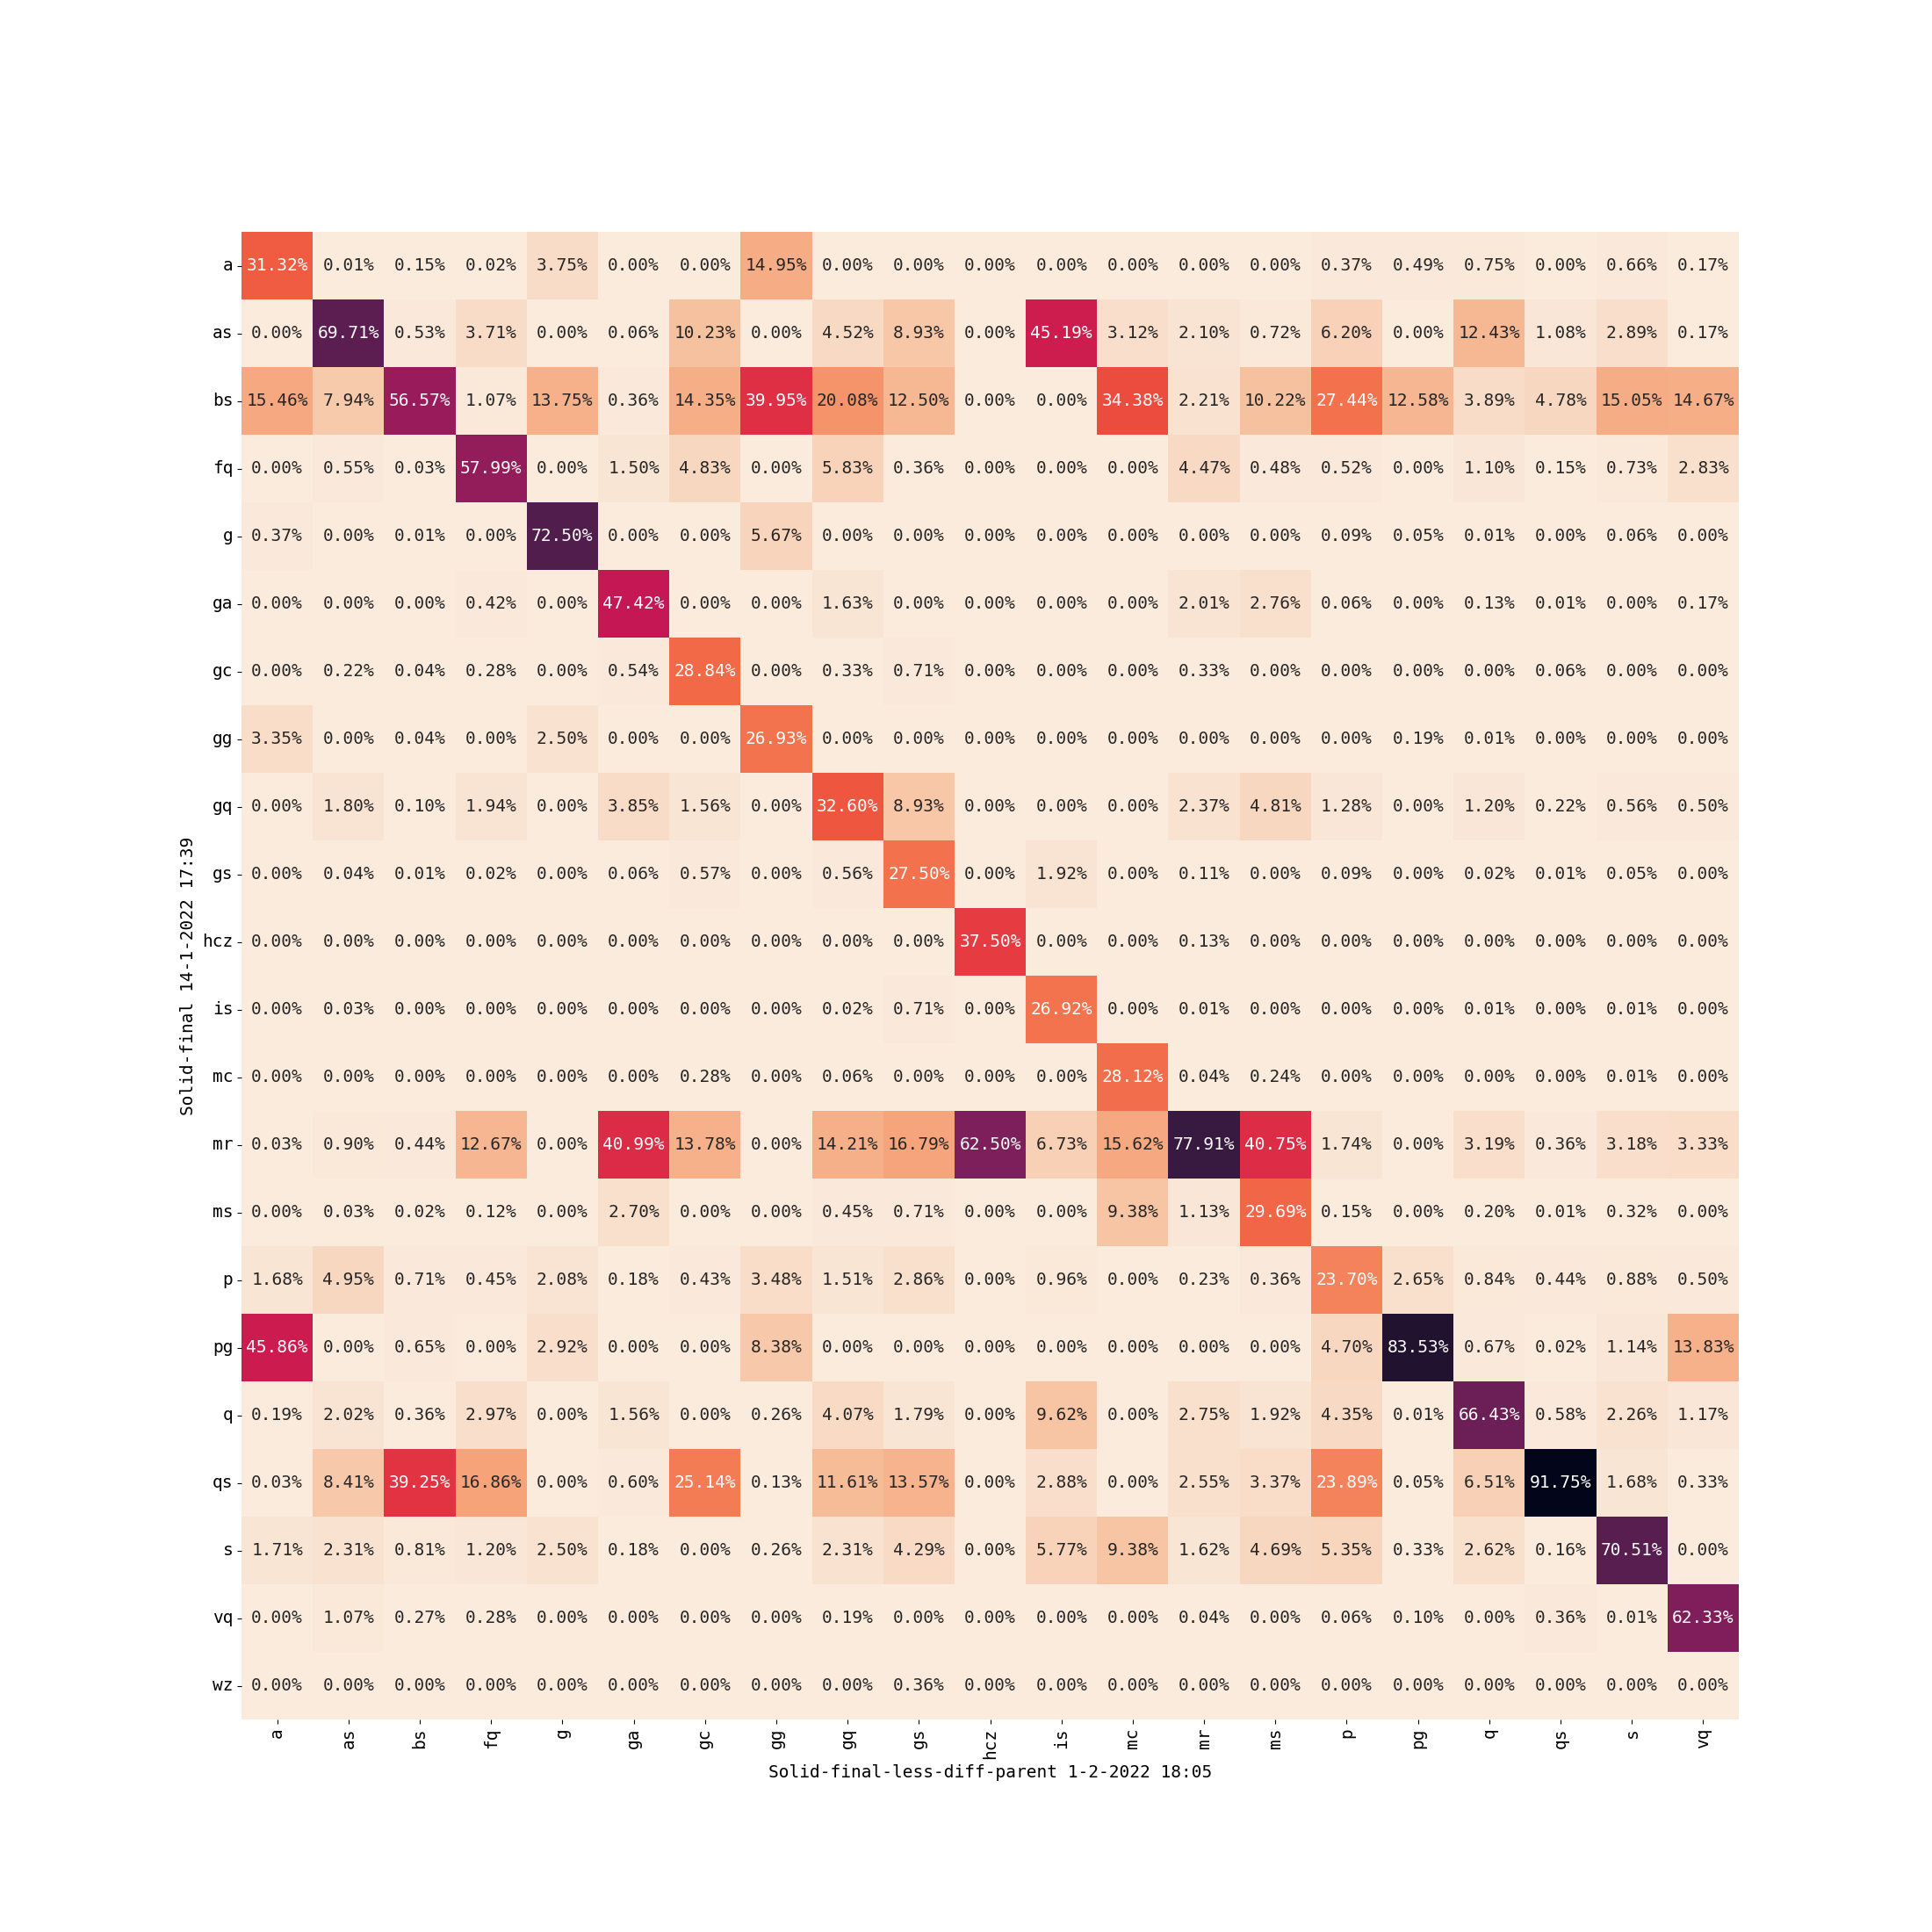 a 31.32% 0.01% 0.15% 0.02% 3.75% 0.00% 0.00% 14.95% 0.00% 0.00% 0.00% 0.00% 0.00% 0.00% 0.00% 0.37% 0.49% 0.75% 0.00% 0.66% 0.17%
as 0.00% 69.71% 0.53% 3.71% 0.00% 0.06% 10.23% 0.00% 4.52% 8.93% 0.00% 45.19% 3.12% 2.10% 0.72% 6.20% 0.00% 12.43% 1.08% 2.89% 0.17%
bs 15.46% 7.94% 56.57% 1.07% 13.75% 0.36% 14.35% 39.95% 20.08% 12.50% 0.00% 0.00% 34.38% 2.21% 10.22% 27.44% 12.58% 3.89% 4.78% 15.05% 14.67%
fq 0.00% 0.55% 0.03% 57.99% 0.00% 1.50% 4.83% 0.00% 5.83% 0.36% 0.00% 0.00% 0.00% 4.47% 0.48% 0.52% 0.00% 1.10% 0.15% 0.73% 2.83%
g 0.37% 0.00% 0.01% 0.00% 72.50% 0.00% 0.00% 5.67% 0.00% 0.00% 0.00% 0.00% 0.00% 0.00% 0.00% 0.09% 0.05% 0.01% 0.00% 0.06% 0.00%
ga 0.00% 0.00% 0.00% 0.42% 0.00% 47.42% 0.00% 0.00% 1.63% 0.00% 0.00% 0.00% 0.00% 2.01% 2.76% 0.06% 0.00% 0.13% 0.01% 0.00% 0.17%
gc 0.00% 0.22% 0.04% 0.28% 0.00% 0.54% 28.84% 0.00% 0.33% 0.71% 0.00% 0.00% 0.00% 0.33% 0.00% 0.00% 0.00% 0.00% 0.06% 0.00% 0.00%
gg 3.35% 0.00% 0.04% 0.00% 2.50% 0.00% 0.00% 26.93% 0.00% 0.00% 0.00% 0.00% 0.00% 0.00% 0.00% 0.00% 0.19% 0.01% 0.00% 0.00% 0.00%
gq 0.00% 1.80% 0.10% 1.94% 0.00% 3.85% 1.56% 0.00% 32.60% 8.93% 0.00% 0.00% 0.00% 2.37% 4.81% 1.28% 0.00% 1.20% 0.22% 0.56% 0.50%
gs 0.00% 0.04% 0.01% 0.02% 0.00% 0.06% 0.57% 0.00% 0.56% 27.50% 0.00% 1.92% 0.00% 0.11% 0.00% 0.09% 0.00% 0.02% 0.01% 0.05% 0.00%
hcz 0.00% 0.00% 0.00% 0.00% 0.00% 0.00% 0.00% 0.00% 0.00% 0.00% 37.50% 0.00% 0.00% 0.13% 0.00% 0.00% 0.00% 0.00% 0.00% 0.00% 0.00%
is 0.00% 0.03% 0.00% 0.00% 0.00% 0.00% 0.00% 0.00% 0.02% 0.71% 0.00% 26.92% 0.00% 0.01% 0.00% 0.00% 0.00% 0.01% 0.00% 0.01% 0.00%
mc 0.00% 0.00% 0.00% 0.00% 0.00% 0.00% 0.28% 0.00% 0.06% 0.00% 0.00% 0.00% 28.12% 0.04% 0.24% 0.00% 0.00% 0.00% 0.00% 0.01% 0.00%
mr 0.03% 0.90% 0.44% 12.67% 0.00% 40.99% 13.78% 0.00% 14.21% 16.79% 62.50% 6.73% 15.62% 77.91% 40.75% 1.74% 0.00% 3.19% 0.36% 3.18% 3.33%
ms 0.00% 0.03% 0.02% 0.12% 0.00% 2.70% 0.00% 0.00% 0.45% 0.71% 0.00% 0.00% 9.38% 1.13% 29.69% 0.15% 0.00% 0.20% 0.01% 0.32% 0.00%
p 1.68% 4.95% 0.71% 0.45% 2.08% 0.18% 0.43% 3.48% 1.51% 2.86% 0.00% 0.96% 0.00% 0.23% 0.36% 23.70% 2.65% 0.84% 0.44% 0.88% 0.50%
pg 45.86% 0.00% 0.65% 0.00% 2.92% 0.00% 0.00% 8.38% 0.00% 0.00% 0.00% 0.00% 0.00% 0.00% 0.00% 4.70% 83.53% 0.67% 0.02% 1.14% 13.83%
q 0.19% 2.02% 0.36% 2.97% 0.00% 1.56% 0.00% 0.26% 4.07% 1.79% 0.00% 9.62% 0.00% 2.75% 1.92% 4.35% 0.01% 66.43% 0.58% 2.26% 1.17%
qs 0.03% 8.41% 39.25% 16.86% 0.00% 0.60% 25.14% 0.13% 11.61% 13.57% 0.00% 2.88% 0.00% 2.55% 3.37% 23.89% 0.05% 6.51% 91.75% 1.68% 0.33%
s 1.71% 2.31% 0.81% 1.20% 2.50% 0.18% 0.00% 0.26% 2.31% 4.29% 0.00% 5.77% 9.38% 1.62% 4.69% 5.35% 0.33% 2.62% 0.16% 70.51% 0.00%
vq 0.00% 1.07% 0.27% 0.28% 0.00% 0.00% 0.00% 0.00% 0.19% 0.00% 0.00% 0.00% 0.00% 0.04% 0.00% 0.06% 0.10% 0.00% 0.36% 0.01% 62.33%
wz 0.00% 0.00% 0.00% 0.00% 0.00% 0.00% 0.00% 0.00% 0.00% 0.36% 0.00% 0.00% 0.00% 0.00% 0.00% 0.00% 0.00% 0.00% 0.00% 0.00% 0.00%
a as bs fq g ga gc gg gq gs hcz is mc mr ms p pg q qs s vq
Solid-final-less-diff-parent 1-2-2022 18:05
Solid-final 14-1-2022 17:39